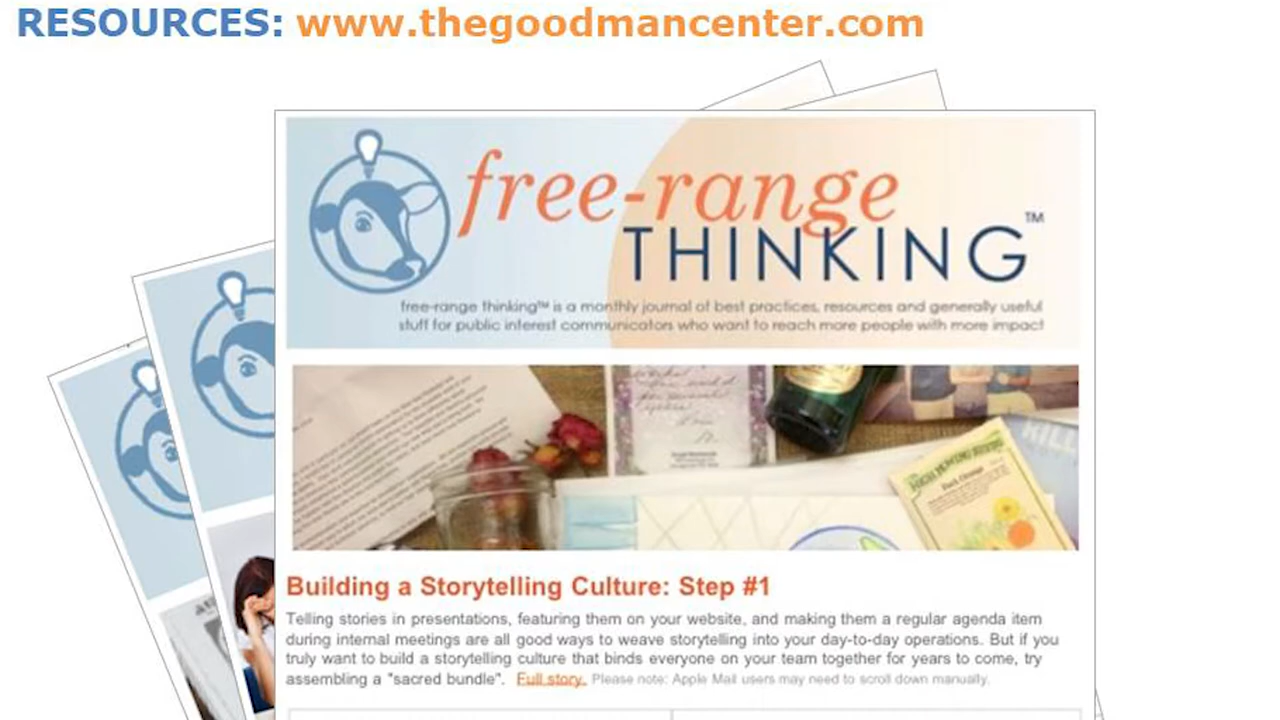 RESOURCES: www.thegoodmancenter.com
free-range
THINKING™
free-range thinking™ is a monthly journal of best practices, resources and generally useful
stuff for public interest communicators who want to reach more people with more impact
Building a Storytelling Culture: Step #1
Telling stories in presentations, featuring them on your website, and making them a regular agenda item
during internal meetings are all good ways to weave storytelling into your day-to-day operations. But if you
truly want to build a storytelling culture that binds everyone on your team together for years to come, try
assembling a "sacred bundle". Full story. Please note: Apple Mail users may need to scroll down manually.